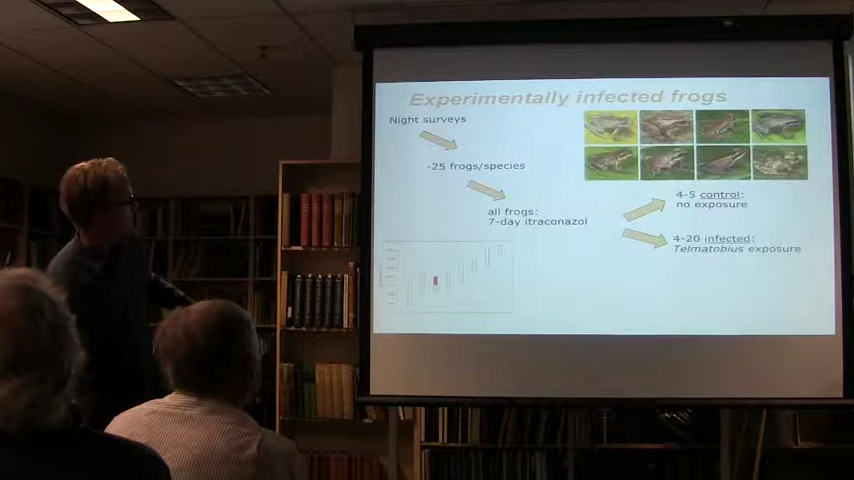 Experimentally infected frogs
Night surveys
~25 frogs/species
all frogs:
7-day itraconazol
4-5 control:
no exposure
4-20 infected:
Telmatobius exposure